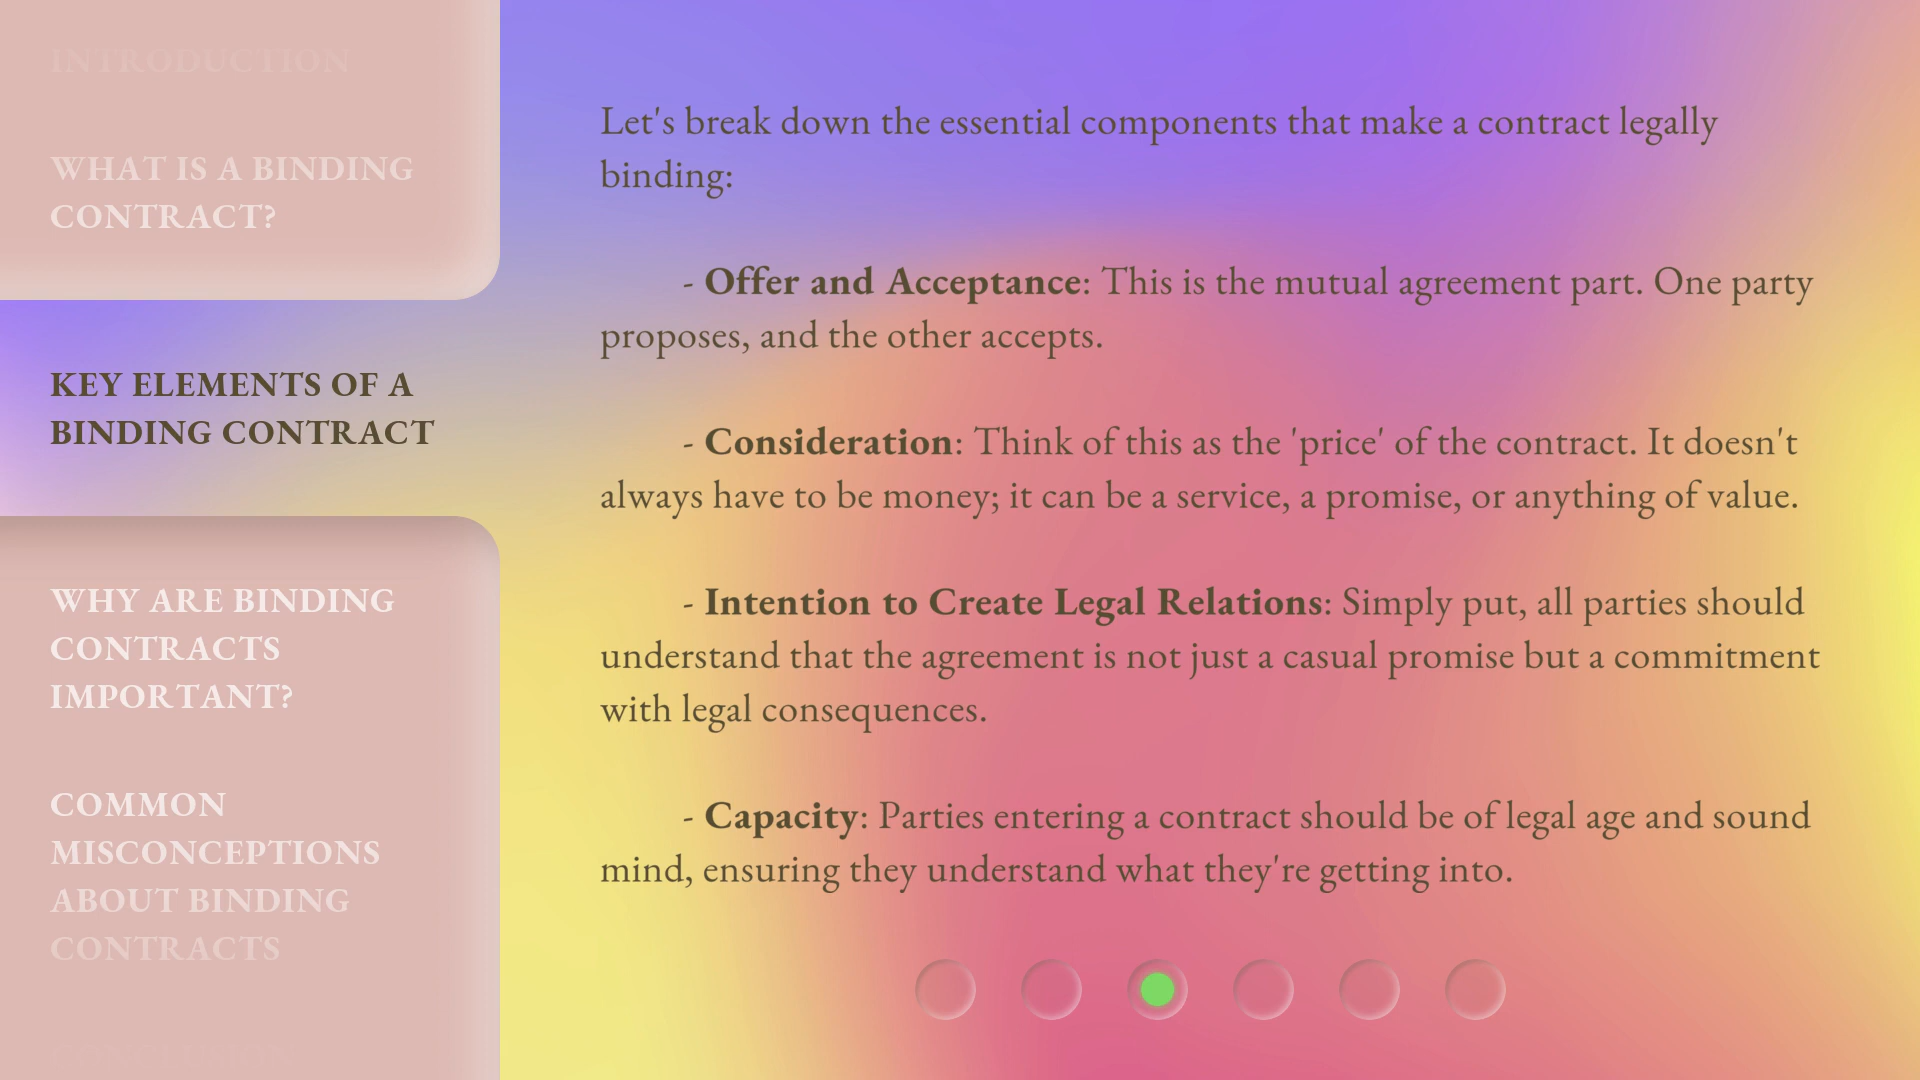 INTRODUCTION
WHAT IS A BINDING
CONTRACT?
KEY ELEMENTS OF A
BINDING CONTRACT
WHY ARE BINDING
CONTRACTS
IMPORTANT?
COMMON
MISCONCEPTIONS
ABOUT BINDING
CONTRACTS
Let's break down the essential components that make a contract legally
binding:
- Offer and Acceptance: This is the mutual agreement part. One party
proposes, and the other accepts.
- Consideration: Think of this as the 'price' of the contract. It doesn't
always have to be money; it can be a service, a promise, or anything of value.
- Intention to Create Legal Relations: Simply put, all parties should
understand that the agreement is not just a casual promise but a commitment
with legal consequences.
- Capacity: Parties entering a contract should be of legal age and sound
mind, ensuring they understand what they're getting into.